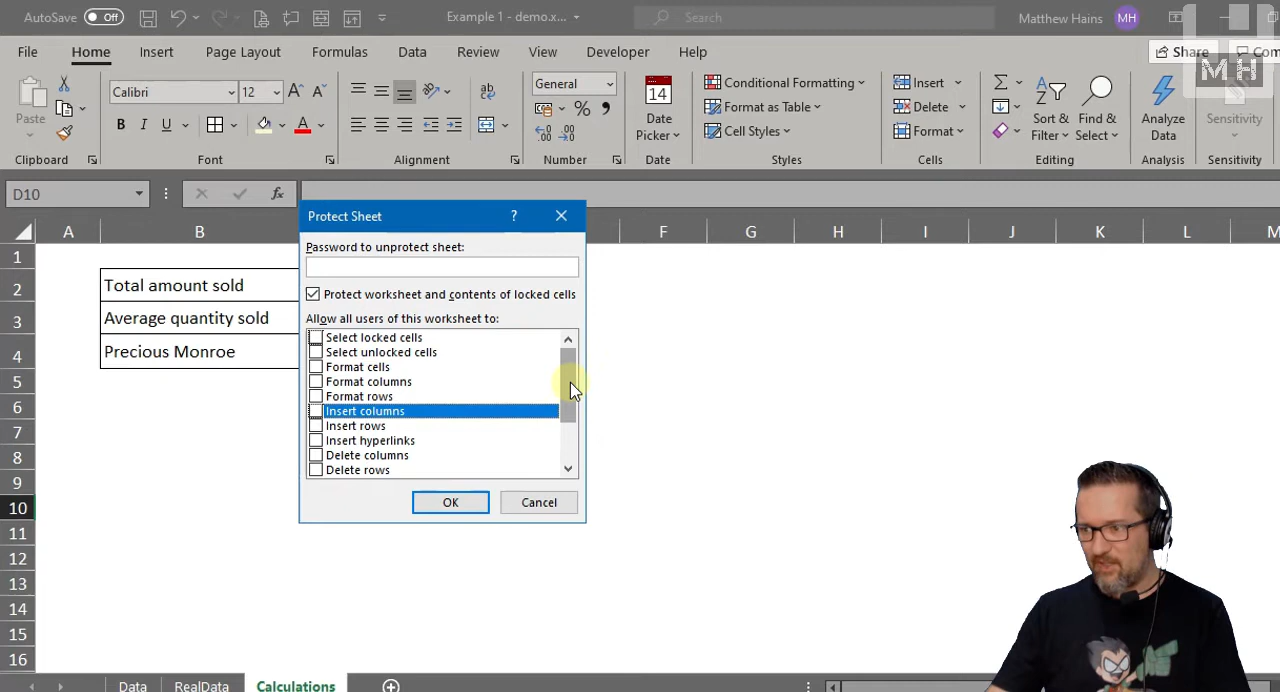 AutoSave Off Example 1 - demo.x... Search Matthew Hains MH
File Home Insert Page Layout Formulas Data Review View Developer Help Share
MH
Paste Calibri 12 General Conditional Formatting Insert Date Picker Sort & Filter Find & Select Analyze Data Sensitivity
B I U Format as Table Delete
Cell Styles Format
Clipboard Font Alignment Number Date Styles Cells Editing Analysis Sensitivity
D10 fx
Protect Sheet ?
A B F G H I J K L M
Password to unprotect sheet:
1
2 Total amount sold
Protect worksheet and contents of locked cells
3 Average quantity sold
Allow all users of this worksheet to:
Select locked cells
4 Precious Monroe
Select unlocked cells
Format cells
5 Format columns
Format rows
6 Insert columns
7 Insert rows
Insert hyperlinks
8 Delete columns
Delete rows
9
10 OK Cancel
11
12
13
14
15
16
Data RealData Calculations